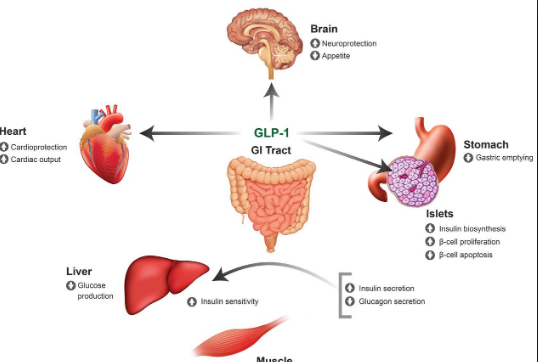 Brain
Neuroprotection
Appetite
Heart
Cardioprotection
Cardiac output
GLP-1
GI Tract
Stomach
Gastric emptying
Islets
Insulin biosynthesis
β-cell proliferation
β-cell apoptosis
Liver
Glucose
production
Insulin sensitivity
Insulin secretion
Glucagon secretion
Muscle